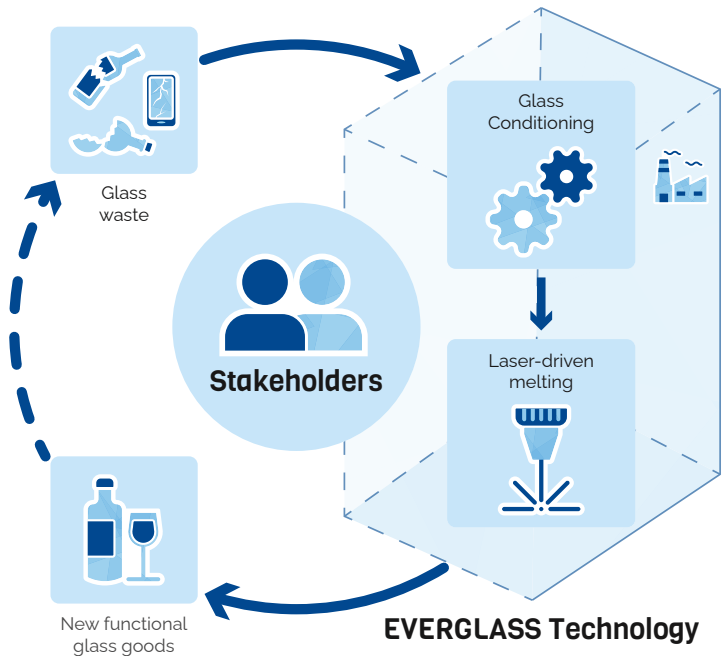 Glass
waste
Glass
Conditioning
Stakeholders
Laser-driven
melting
New functional
glass goods
EVERGLASS Technology